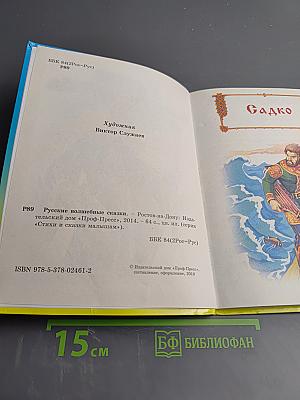 ББК 84(2Рос=Рус)
Р89
Художник
Виктор Служаев
Р89 Русские волшебные сказки. – Ростов-на-Дону: Изда-
тельский дом «Проф-Пресс», 2014. – 64 с., цв. ил. (серия
«Стихи и сказки малышам»).
ББК 84(2Рос=Рус)
ISBN 978-5-378-02461-2
© Издательский дом «Проф-Пресс»,
составление, оформление, 2010
Садко
15 см
БФ БИБЛИОФАН